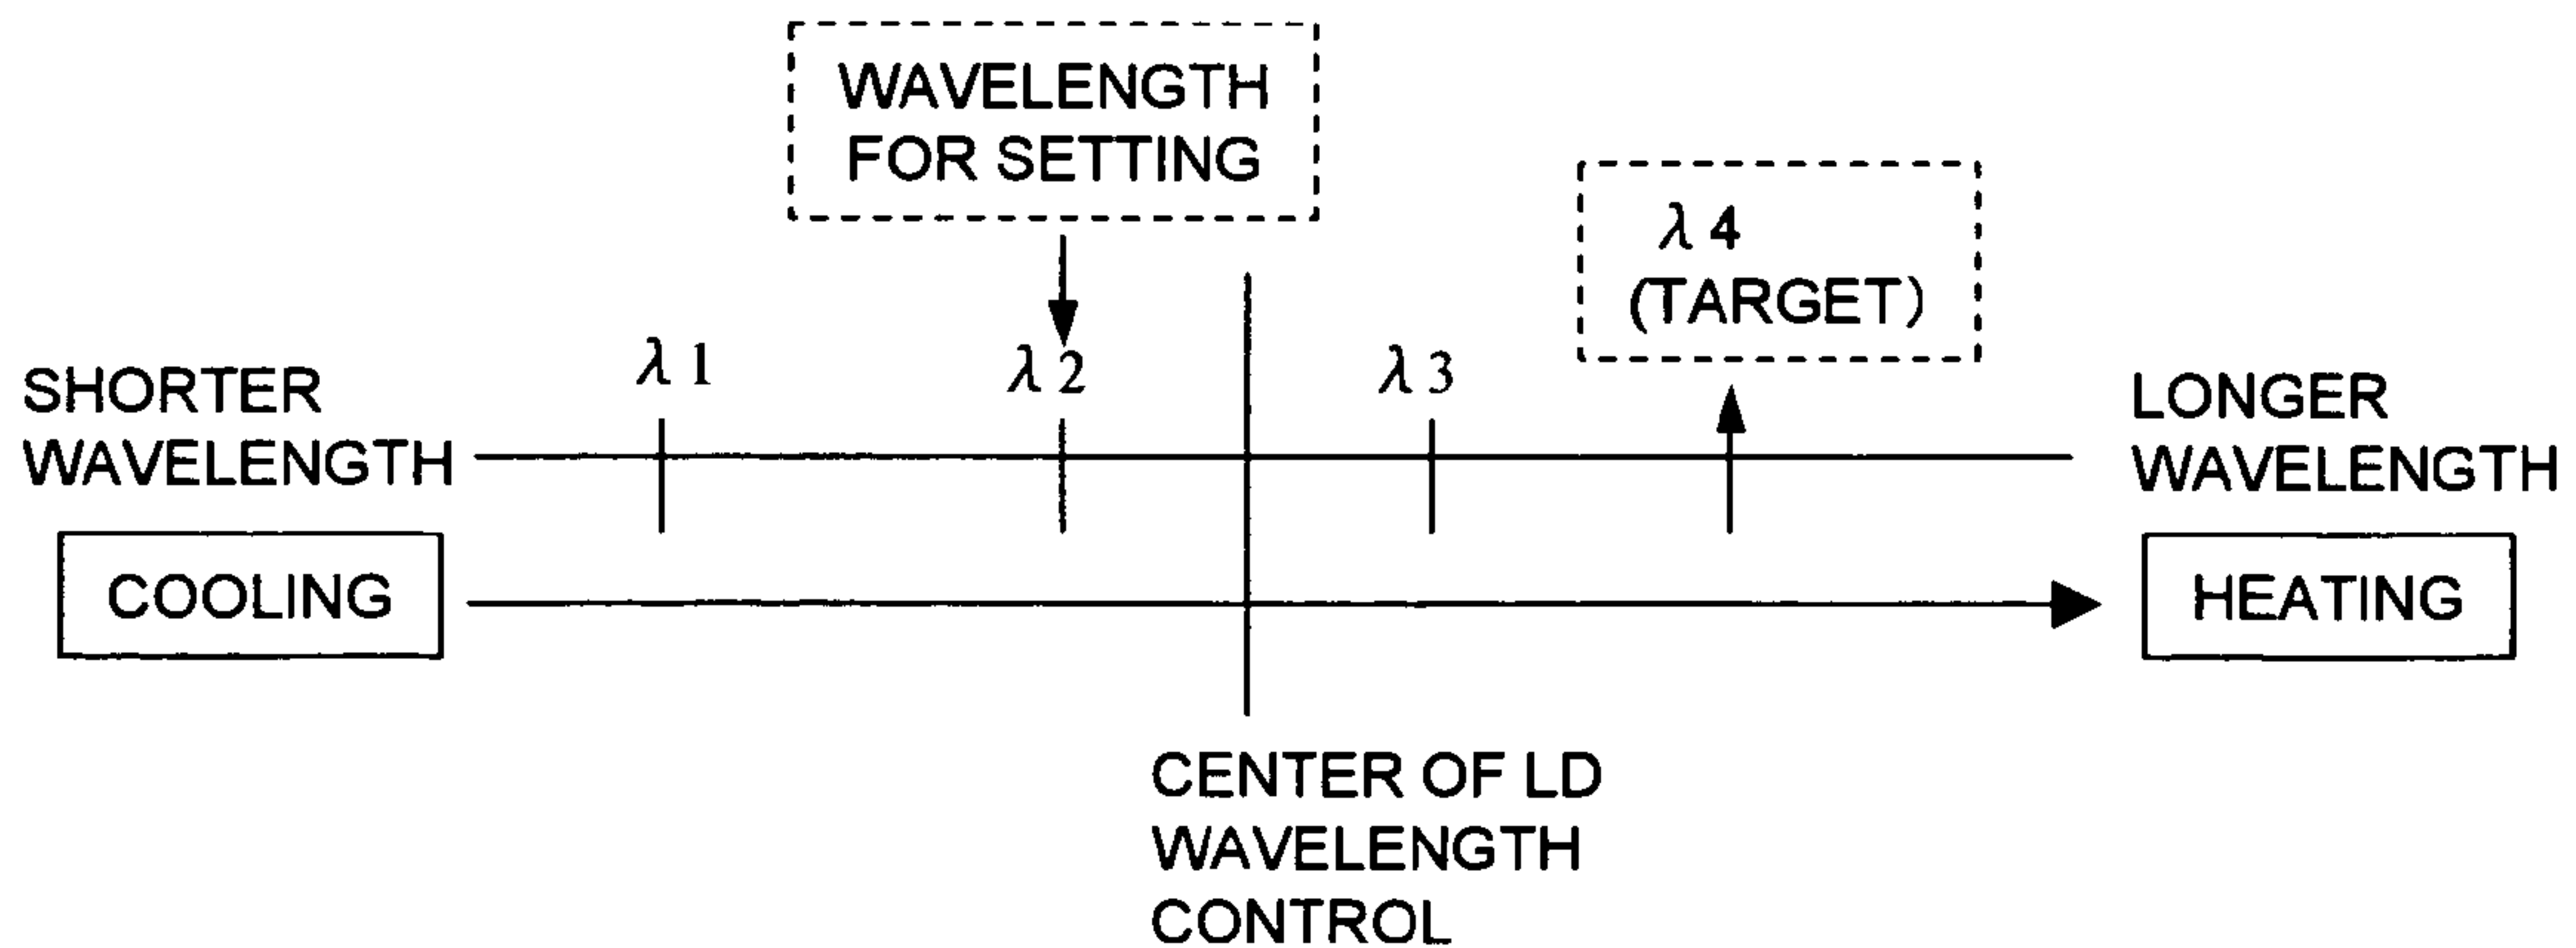 WAVELENGTH
FOR SETTING
λ4
(TARGET)
λ1
λ2
λ3
SHORTER
WAVELENGTH
LONGER
WAVELENGTH
COOLING
HEATING
CENTER OF LD
WAVELENGTH
CONTROL